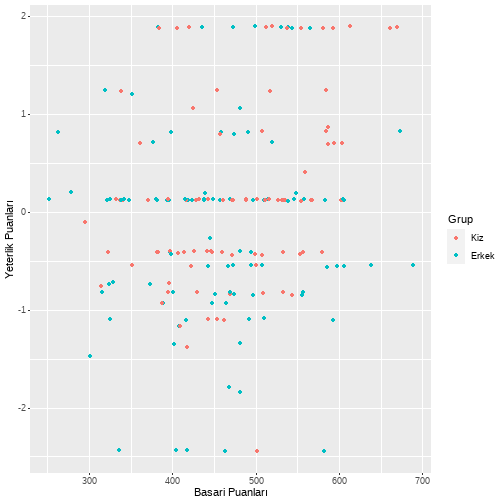 2
1
0
-1
-2
Yeterlik Puanları
300
400
500
600
700
Basari Puanları
Grup
Kiz
Erkek